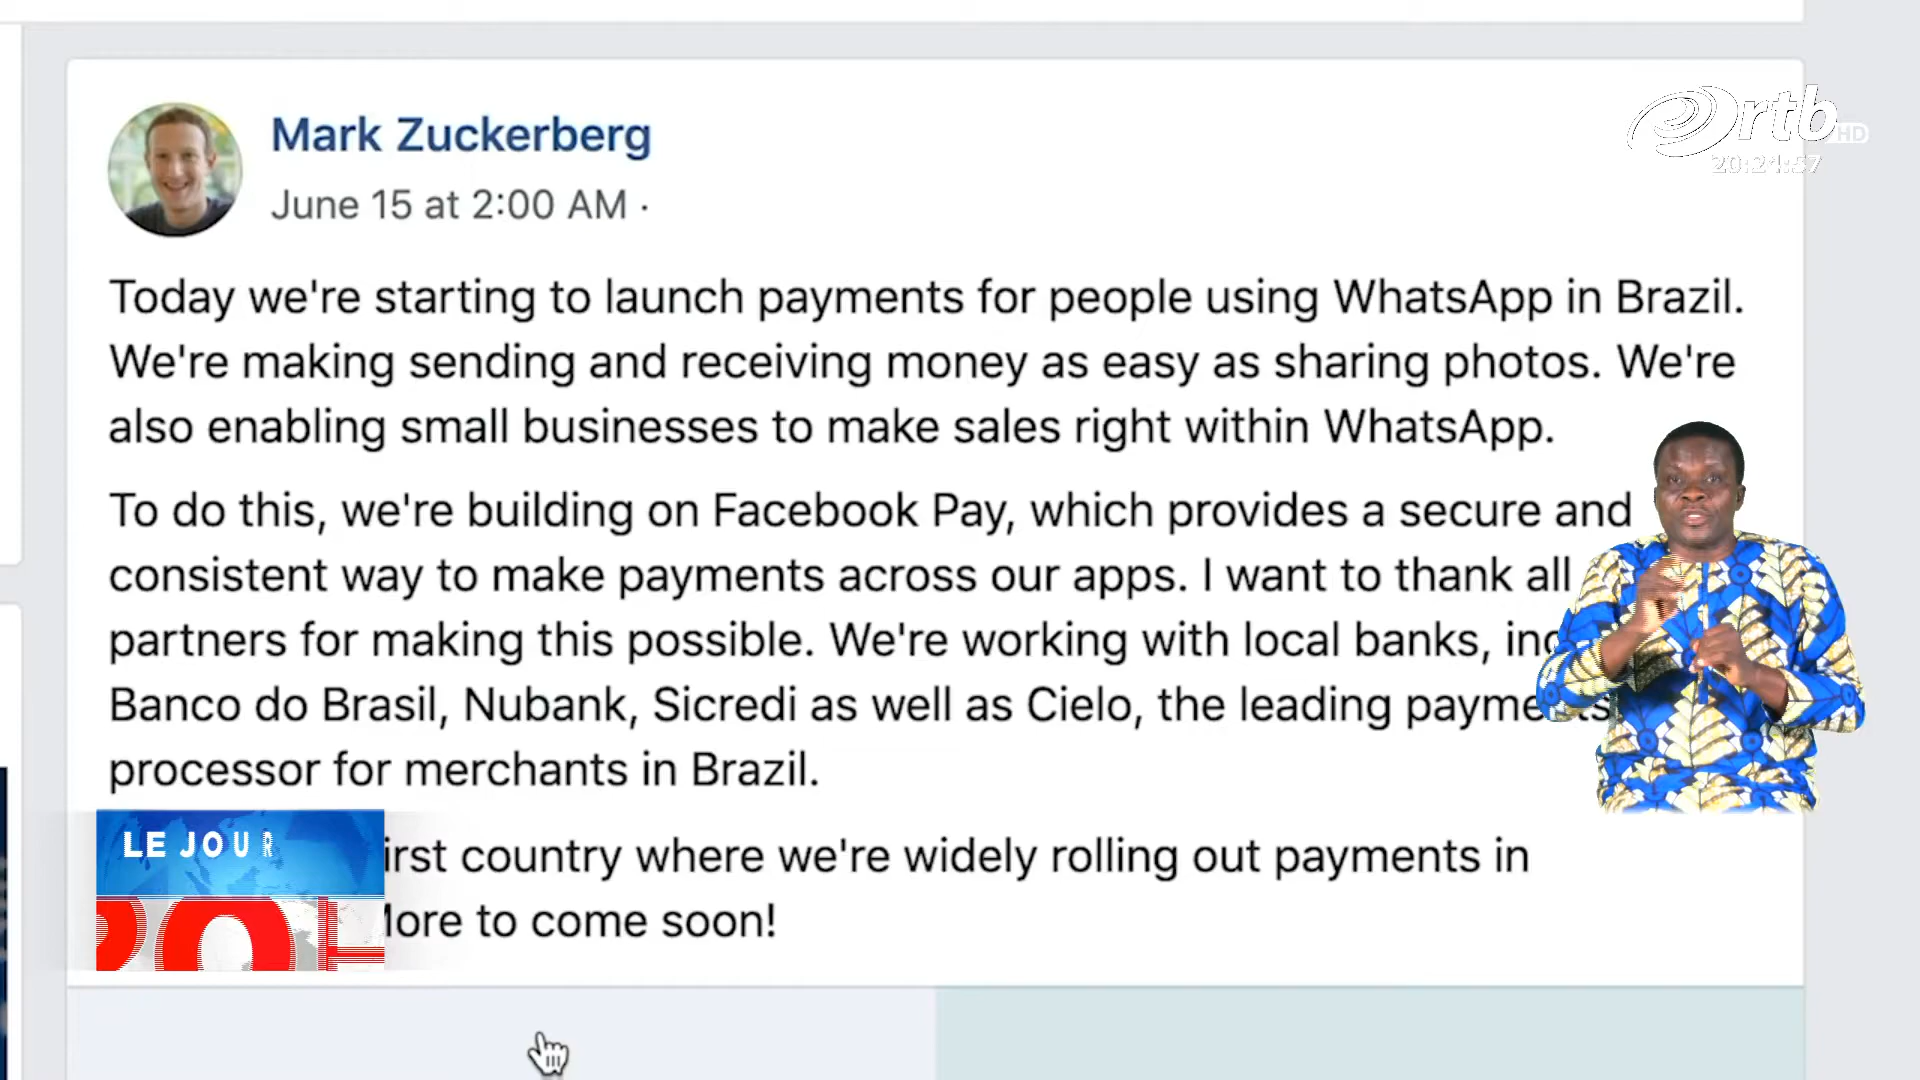 Mark Zuckerberg
June 15 at 2:00 AM ·
rtb HD
20:21:57
Today we're starting to launch payments for people using WhatsApp in Brazil.
We're making sending and receiving money as easy as sharing photos. We're
also enabling small businesses to make sales right within WhatsApp.
To do this, we're building on Facebook Pay, which provides a secure and
consistent way to make payments across our apps. I want to thank all
partners for making this possible. We're working with local banks,
Banco do Brasil, Nubank, Sicredi as well as Cielo, the leading payments
processor for merchants in Brazil.
country where we're widely rolling out payments in
to come soon!
LE JOUR
20H